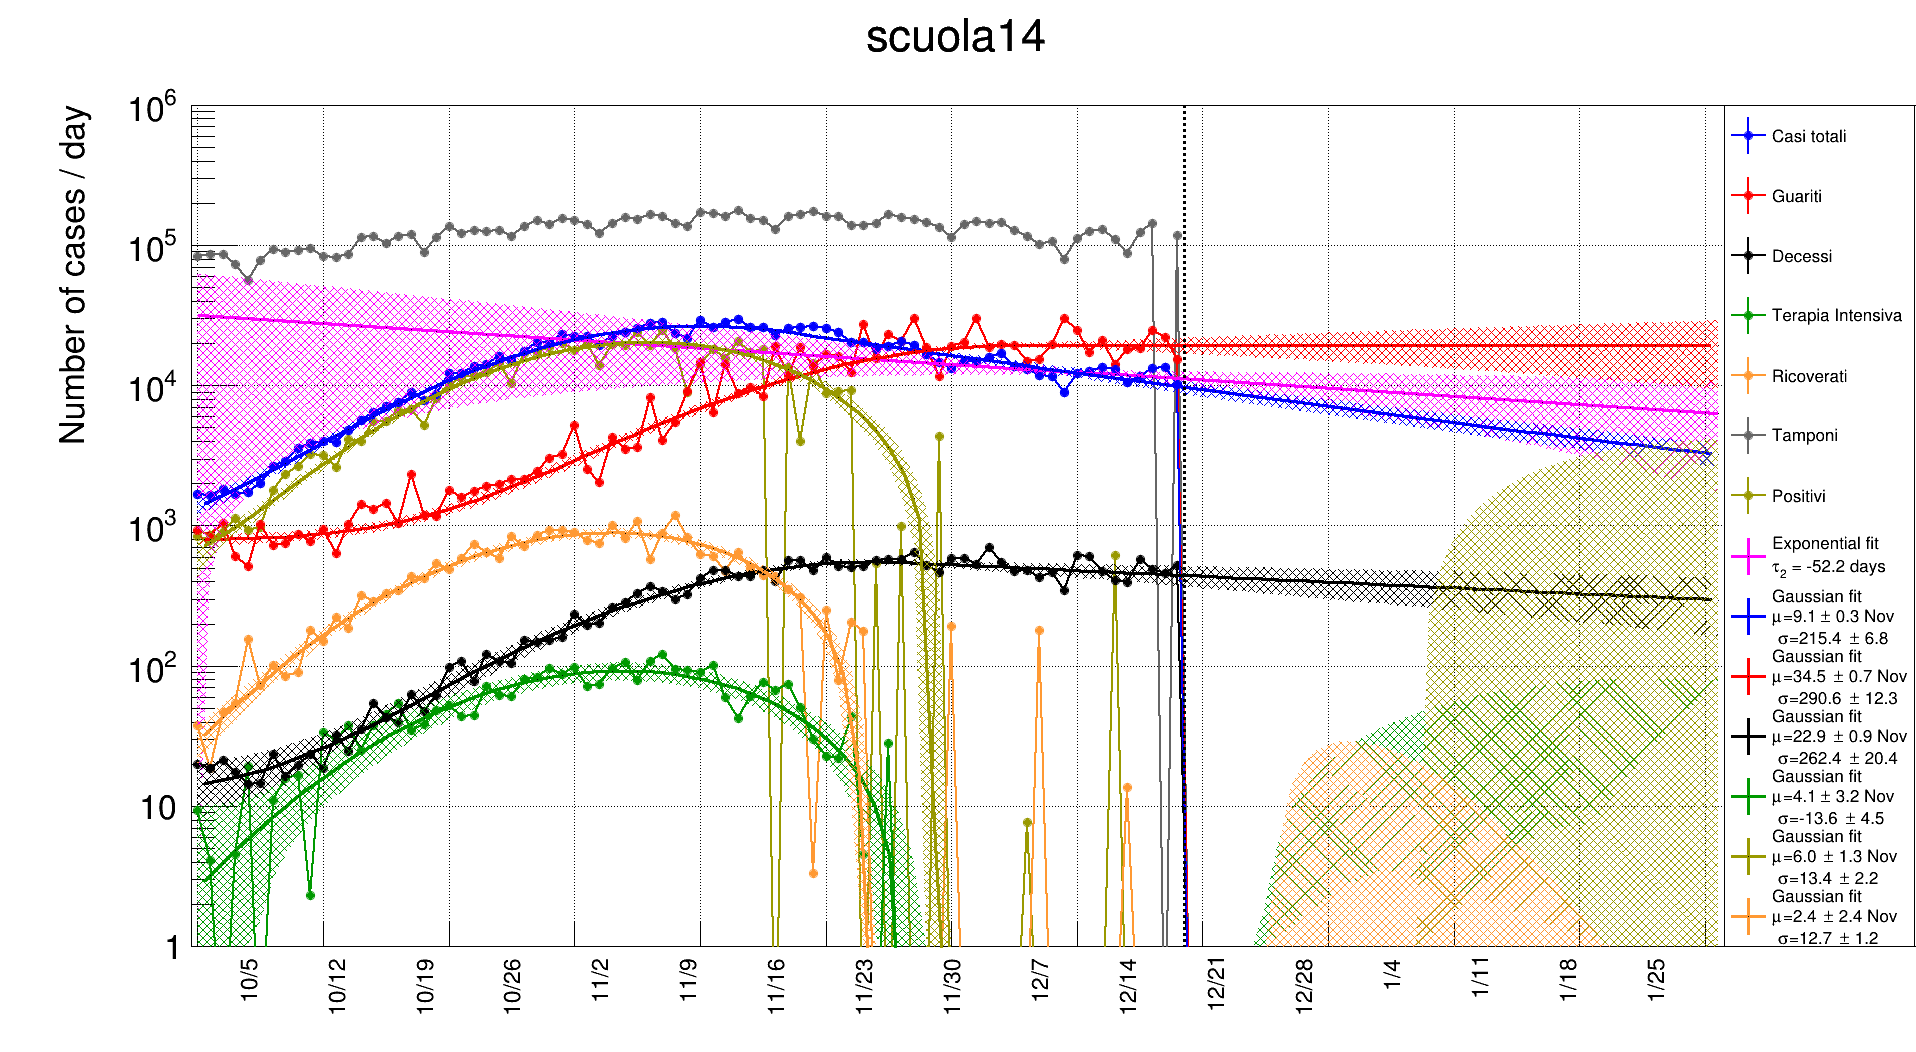 scuola14
Number of cases / day
10^6
10^5
10^4
10^3
10^2
10
1
10/5
10/12
10/19
10/26
11/2
11/9
11/16
11/23
11/30
12/7
12/14
12/21
12/28
1/4
1/11
1/18
1/25
Casi totali
Guariti
Decessi
Terapia Intensiva
Ricoverati
Tamponi
Positivi
Exponential fit
τ₂ = -52.2 days
Gaussian fit
μ=9.1 ± 0.3 Nov
σ=215.4 ± 6.8
Gaussian fit
μ=34.5 ± 0.7 Nov
σ=290.6 ± 12.3
Gaussian fit
μ=22.9 ± 0.9 Nov
σ=262.4 ± 20.4
Gaussian fit
μ=4.1 ± 3.2 Nov
σ=-13.6 ± 4.5
Gaussian fit
μ=6.0 ± 1.3 Nov
σ=13.4 ± 2.2
Gaussian fit
μ=2.4 ± 2.4 Nov
σ=12.7 ± 1.2